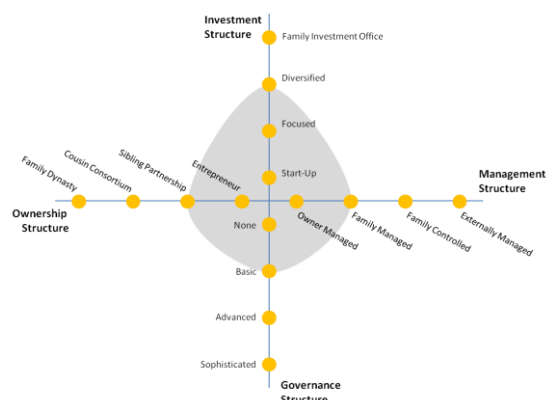 Investment
Structure
Family Investment Office
Diversified
Focused
Start-Up
Entrepreneur
Sibling Partnership
Cousin Consortium
Family Dynasty
Management
Structure
Ownership
Structure
None
Owner Managed
Family Managed
Family Controlled
Externally Managed
Basic
Advanced
Sophisticated
Governance
Structure